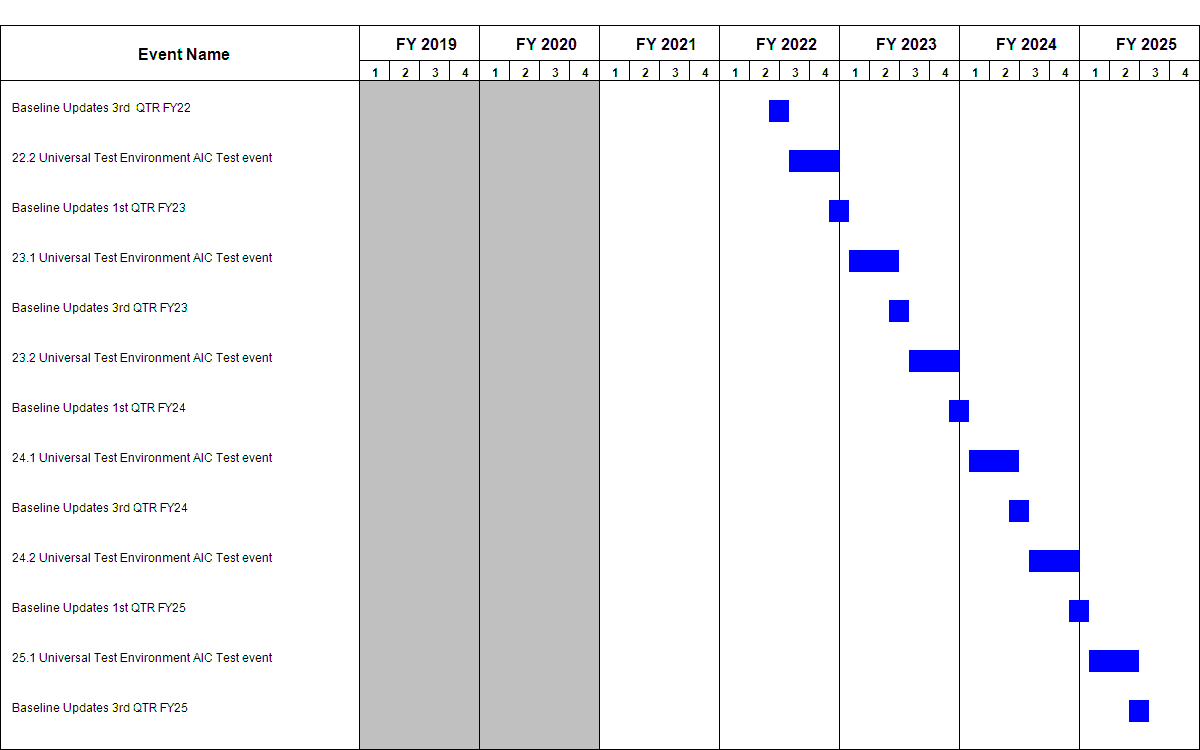 Event Name FY 2019 FY 2020 FY 2021 FY 2022 FY 2023 FY 2024 FY 2025
1 2 3 4 1 2 3 4 1 2 3 4 1 2 3 4 1 2 3 4 1 2 3 4 1 2 3 4
Baseline Updates 3rd  QTR FY22
22.2 Universal Test Environment AIC Test event
Baseline Updates 1st QTR FY23
23.1 Universal Test Environment AIC Test event
Baseline Updates 3rd QTR FY23
23.2 Universal Test Environment AIC Test event
Baseline Updates 1st QTR FY24
24.1 Universal Test Environment AIC Test event
Baseline Updates 3rd QTR FY24
24.2 Universal Test Environment AIC Test event
Baseline Updates 1st QTR FY25
25.1 Universal Test Environment AIC Test event
Baseline Updates 3rd QTR FY25